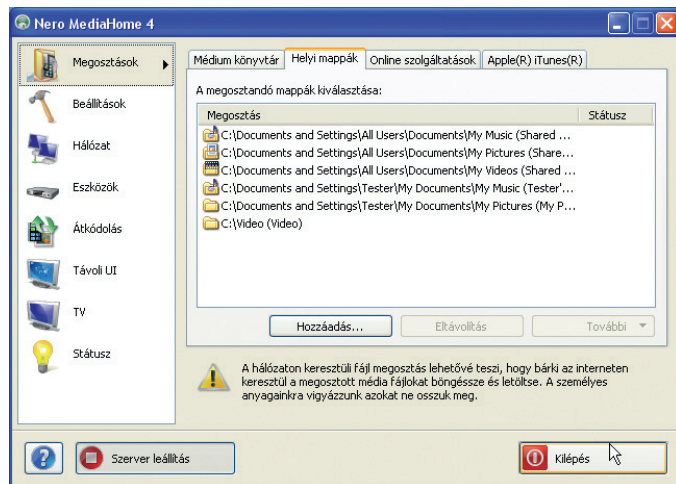 Nero MediaHome 4
Megosztások
Beállítások
Hálózat
Eszközök
Átkódolás
Távoli UI
TV
Státusz
Médium könyvtár
Helyi mappák
Online szolgáltatások
Apple(R) iTunes(R)
A megosztandó mappák kiválasztása:
Megosztás Státusz
C:\Documents and Settings\All Users\Documents\My Music (Shared ...
C:\Documents and Settings\All Users\Documents\My Pictures (Share...
C:\Documents and Settings\All Users\Documents\My Videos (Shared ...
C:\Documents and Settings\Tester\My Documents\My Music (Tester'...
C:\Documents and Settings\Tester\My Documents\My Pictures (My P...
C:\Video (Video)
Hozzáadás...
Eltávolítás
További
A hálózaton keresztüli fájl megosztás lehetővé teszi, hogy bárki az interneten
keresztül a megosztott média fájlokat böngéssze és letöltse. A személyes
anyagainkra vigyázzunk azokat ne osszuk meg.
Szerver leállítás
Kilépés